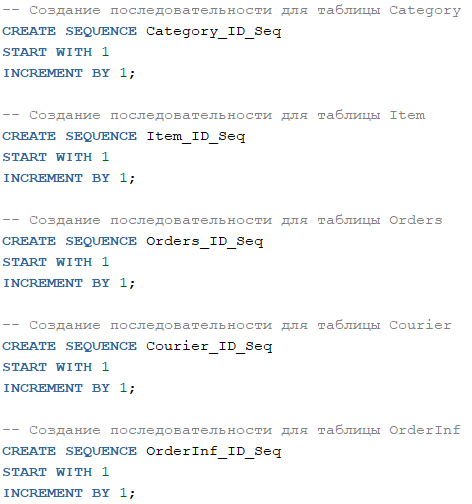 -- Создание последовательности для таблицы Category
CREATE SEQUENCE Category_ID_Seq
START WITH 1
INCREMENT BY 1;
-- Создание последовательности для таблицы Item
CREATE SEQUENCE Item_ID_Seq
START WITH 1
INCREMENT BY 1;
-- Создание последовательности для таблицы Orders
CREATE SEQUENCE Orders_ID_Seq
START WITH 1
INCREMENT BY 1;
-- Создание последовательности для таблицы Courier
CREATE SEQUENCE Courier_ID_Seq
START WITH 1
INCREMENT BY 1;
-- Создание последовательности для таблицы OrderInf
CREATE SEQUENCE OrderInf_ID_Seq
START WITH 1
INCREMENT BY 1;